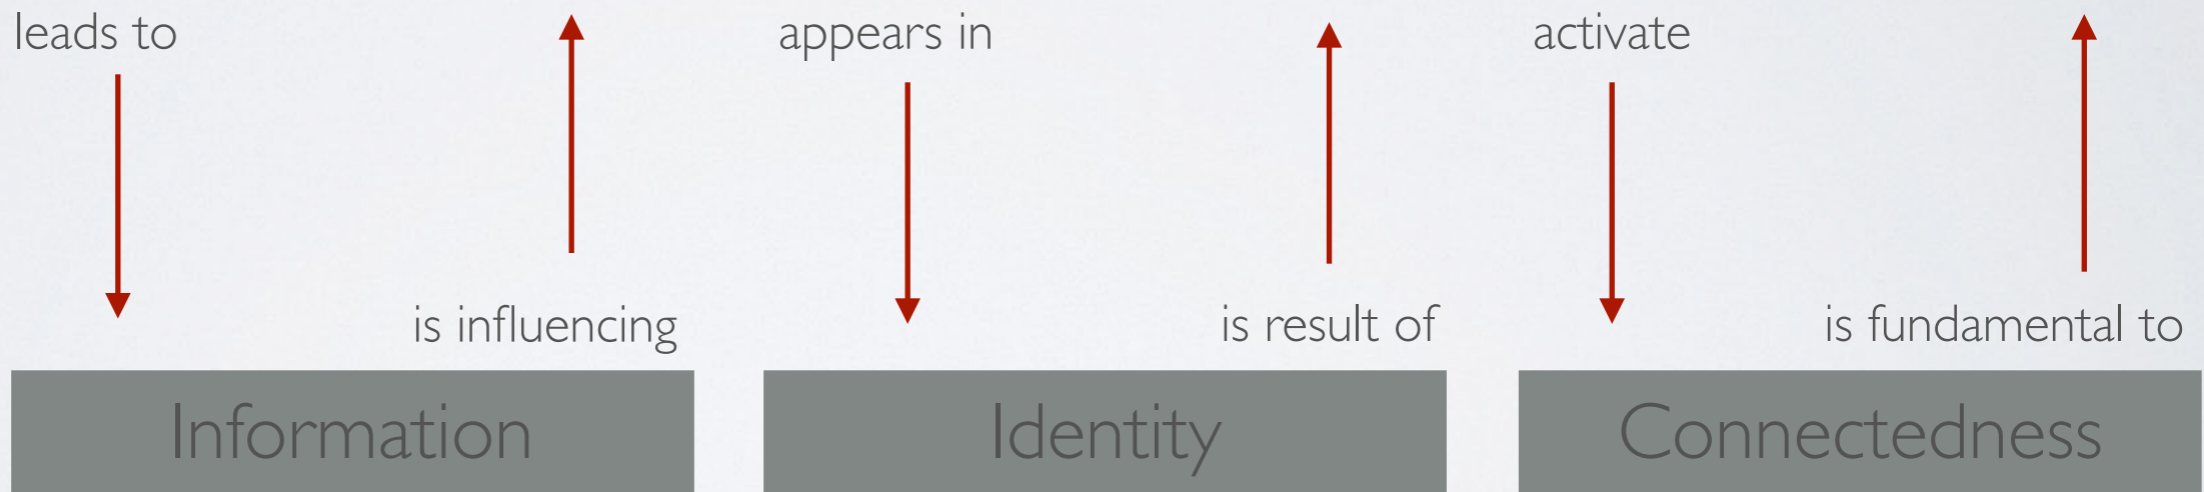 leads to
appears in
activate
is influencing
is result of
is fundamental to
Information
Identity
Connectedness